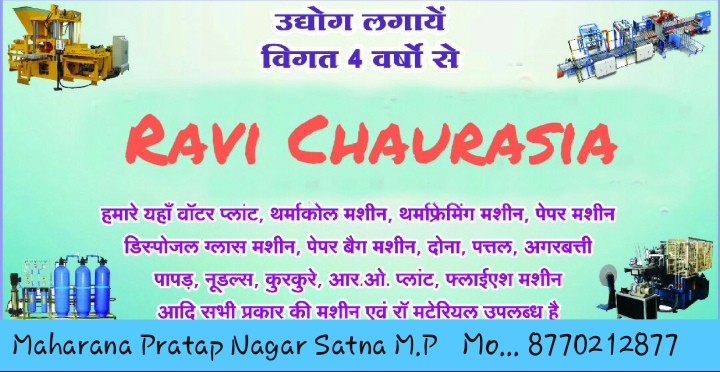 उद्योग लगायें
विगत 4 वर्षो से
RAVI CHAURASIA
हमारे यहाँ वॉटर प्लांट, थर्माकोल मशीन, थर्माफ्रेमिंग मशीन, पेपर मशीन
डिस्पोजल ग्लास मशीन, पेपर बैग मशीन, दोना, पत्तल, अगरबत्ती
पापड़, नूडल्स, कुरकुरे, आर.ओ. प्लांट, फ्लाईएश मशीन
आदि सभी प्रकार की मशीन एवं रॉ मटेरियल उपलब्ध है
Maharana Pratap Nagar Satna M.P Mo... 8770212877